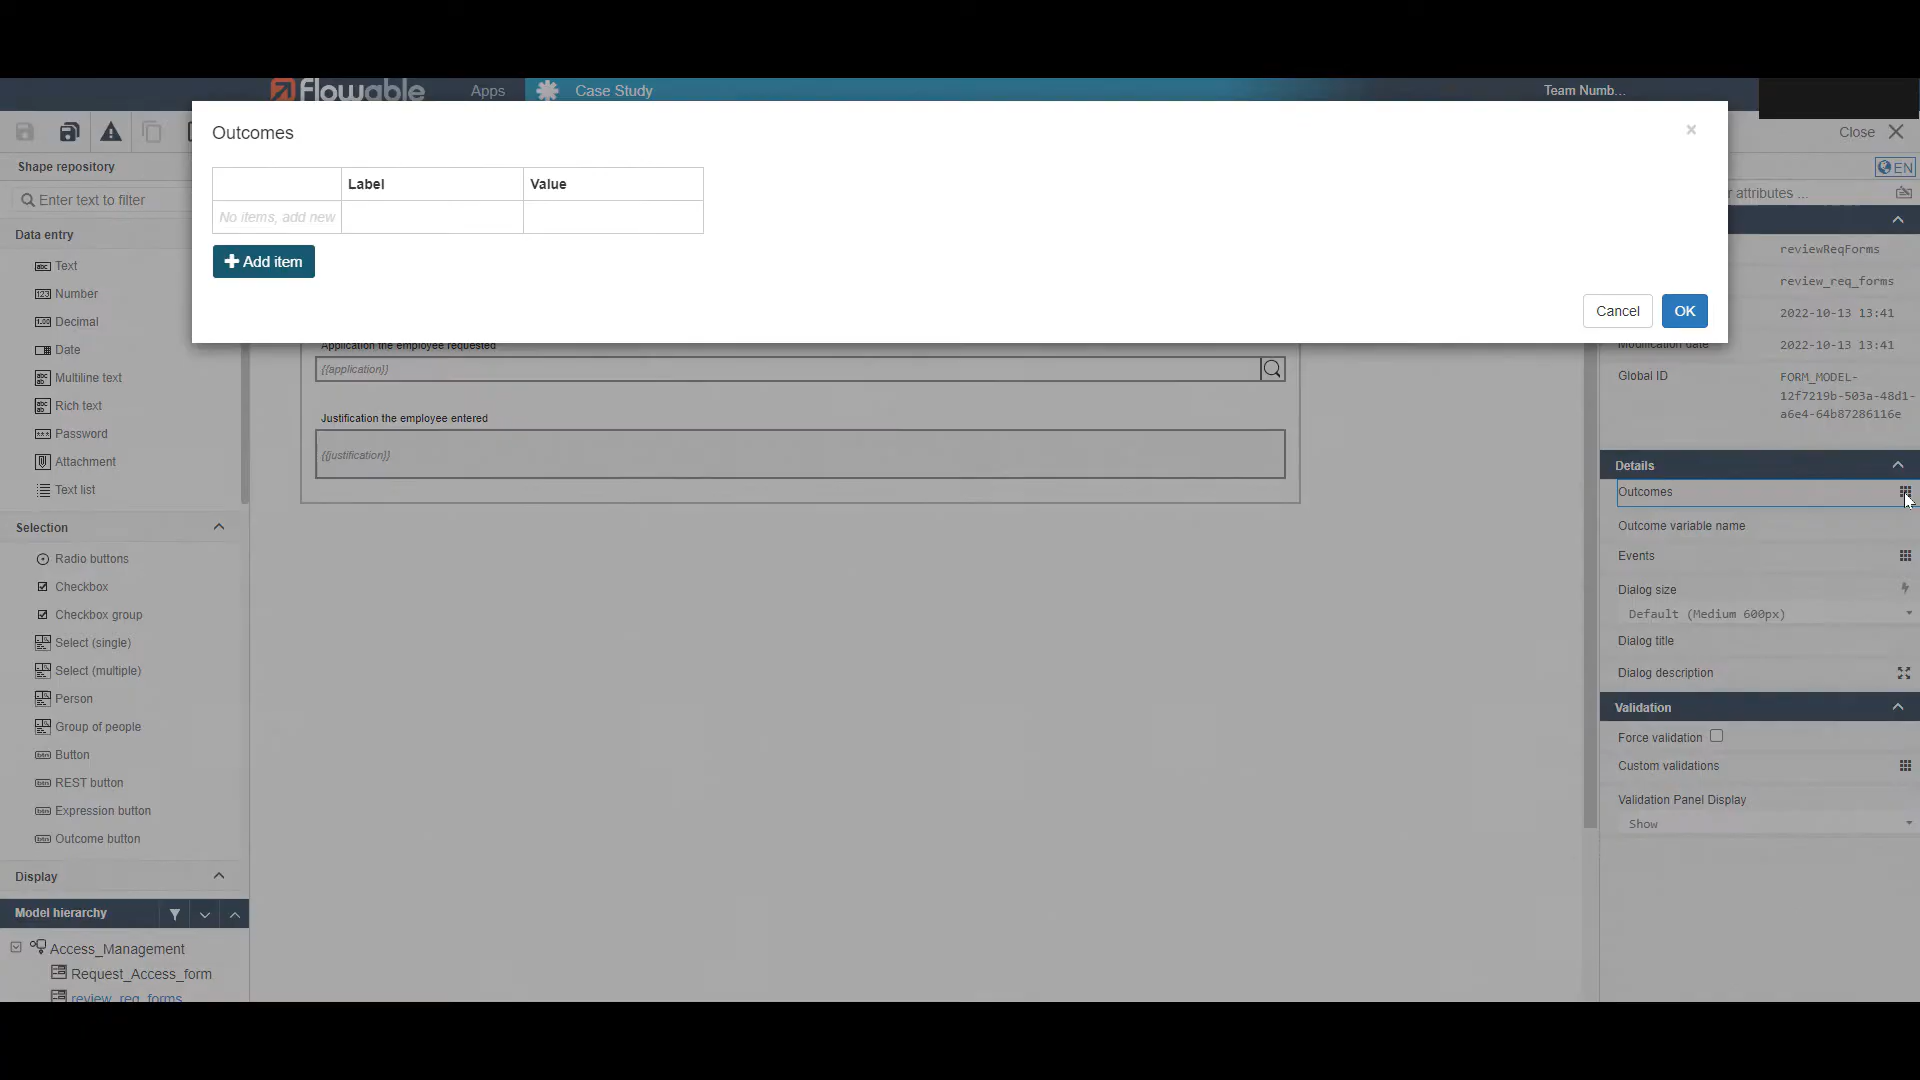 flowable
Apps
Case Study
Team Numb...
Outcomes
Label
Value
No items, add new
Add item
Cancel
OK
Close
EN
Shape repository
Enter text to filter
Data entry
Text
Number
Decimal
Date
Multiline text
Rich text
Password
Attachment
Text list
Selection
Radio buttons
Checkbox
Checkbox group
Select (single)
Select (multiple)
Person
Group of people
Button
REST button
Expression button
Outcome button
Display
Model hierarchy
Access_Management
Request_Access_form
review_req_forms
Application the employee requested
{{application}}
Justification the employee entered
{{justification}}
r attributes ...
reviewReqForms
review_req_forms
2022-10-13 13:41
Modification date
2022-10-13 13:41
Global ID
FORM_MODEL-
12f7219b-503a-48d1-
a6e4-64b87286116e
Details
Outcomes
Outcome variable name
Events
Dialog size
Default (Medium 600px)
Dialog title
Dialog description
Validation
Force validation
Custom validations
Validation Panel Display
Show